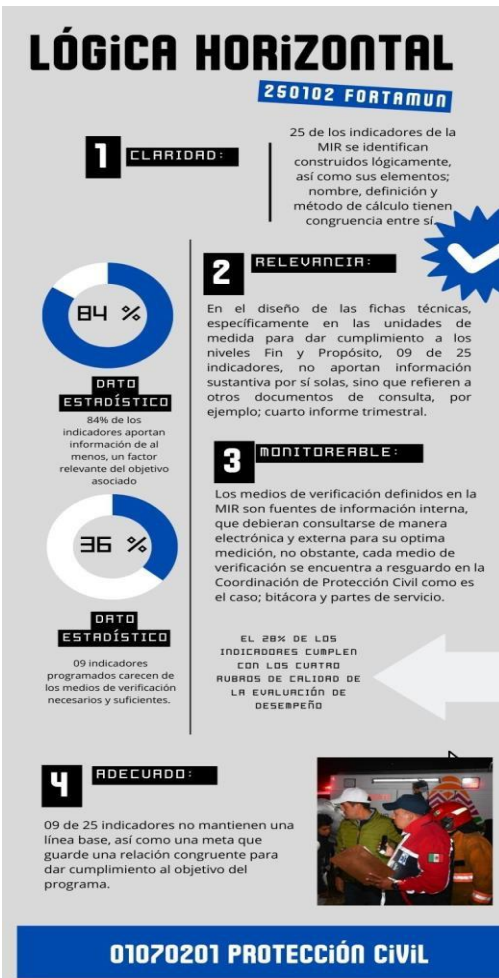 LÓGiCA HORiZONTAL
250102 FORTAMUN
1
CLARIDAD:
25 de los indicadores de la
MIR se identifican
construidos lógicamente,
así como sus elementos;
nombre, definición y
método de cálculo tienen
congruencia entre sí.
84 %
DATO
ESTADÍSTICO
84% de los
indicadores aportan
información de al
menos, un factor
relevante del objetivo
asociado
2
RELEVANCIA:
En el diseño de las fichas técnicas,
específicamente en las unidades de
medida para dar cumplimiento a los
niveles Fin y Propósito, 09 de 25
indicadores, no aportan información
sustantiva por sí solas, sino que refieren a
otros documentos de consulta, por
ejemplo; cuarto informe trimestral.
36 %
DATO
ESTADÍSTICO
09 indicadores
programados carecen de
los medios de verificación
necesarios y suficientes.
3
MONITOREABLE:
Los medios de verificación definidos en la
MIR son fuentes de información interna,
que debieran consultarse de manera
electrónica y externa para su optima
medición, no obstante, cada medio de
verificación se encuentra a resguardo en la
Coordinación de Protección Civil como es
el caso; bitácora y partes de servicio.
EL 28% DE LOS
INDICADORES CUMPLEN
CON LOS CUATRO
RUBROS DE CALIDAD DE
LA EVALUACIÓN DE
DESEMPEÑO
4
ADECUADO:
09 de 25 indicadores no mantienen una
línea base, así como una meta que
guarde una relación congruente para
dar cumplimiento al objetivo del
programa.
01070201 PROTECCiÓN CiViL